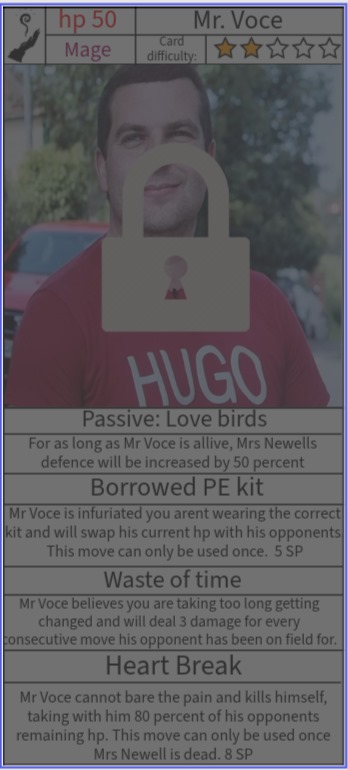 hp 50
Mr. Voce
Mage
Card
difficulty:
HUGO
Passive: Love birds
For as long as Mr Voce is allive, Mrs Newells
defence will be increased by 50 percent
Borrowed PE kit
Mr Voce is infuriated you arent wearing the correct
kit and will swap his current hp with his opponents
This move can only be used once. 5 SP
Waste of time
Mr Voce believes you are taking too long getting
changed and will deal 3 damage for every
consecutive move his opponent has been on field for.
Heart Break
Mr Voce cannot bare the pain and kills himself,
taking with him 80 percent of his opponents
remaining hp. This move can only be used once
Mrs Newell is dead. 8 SP